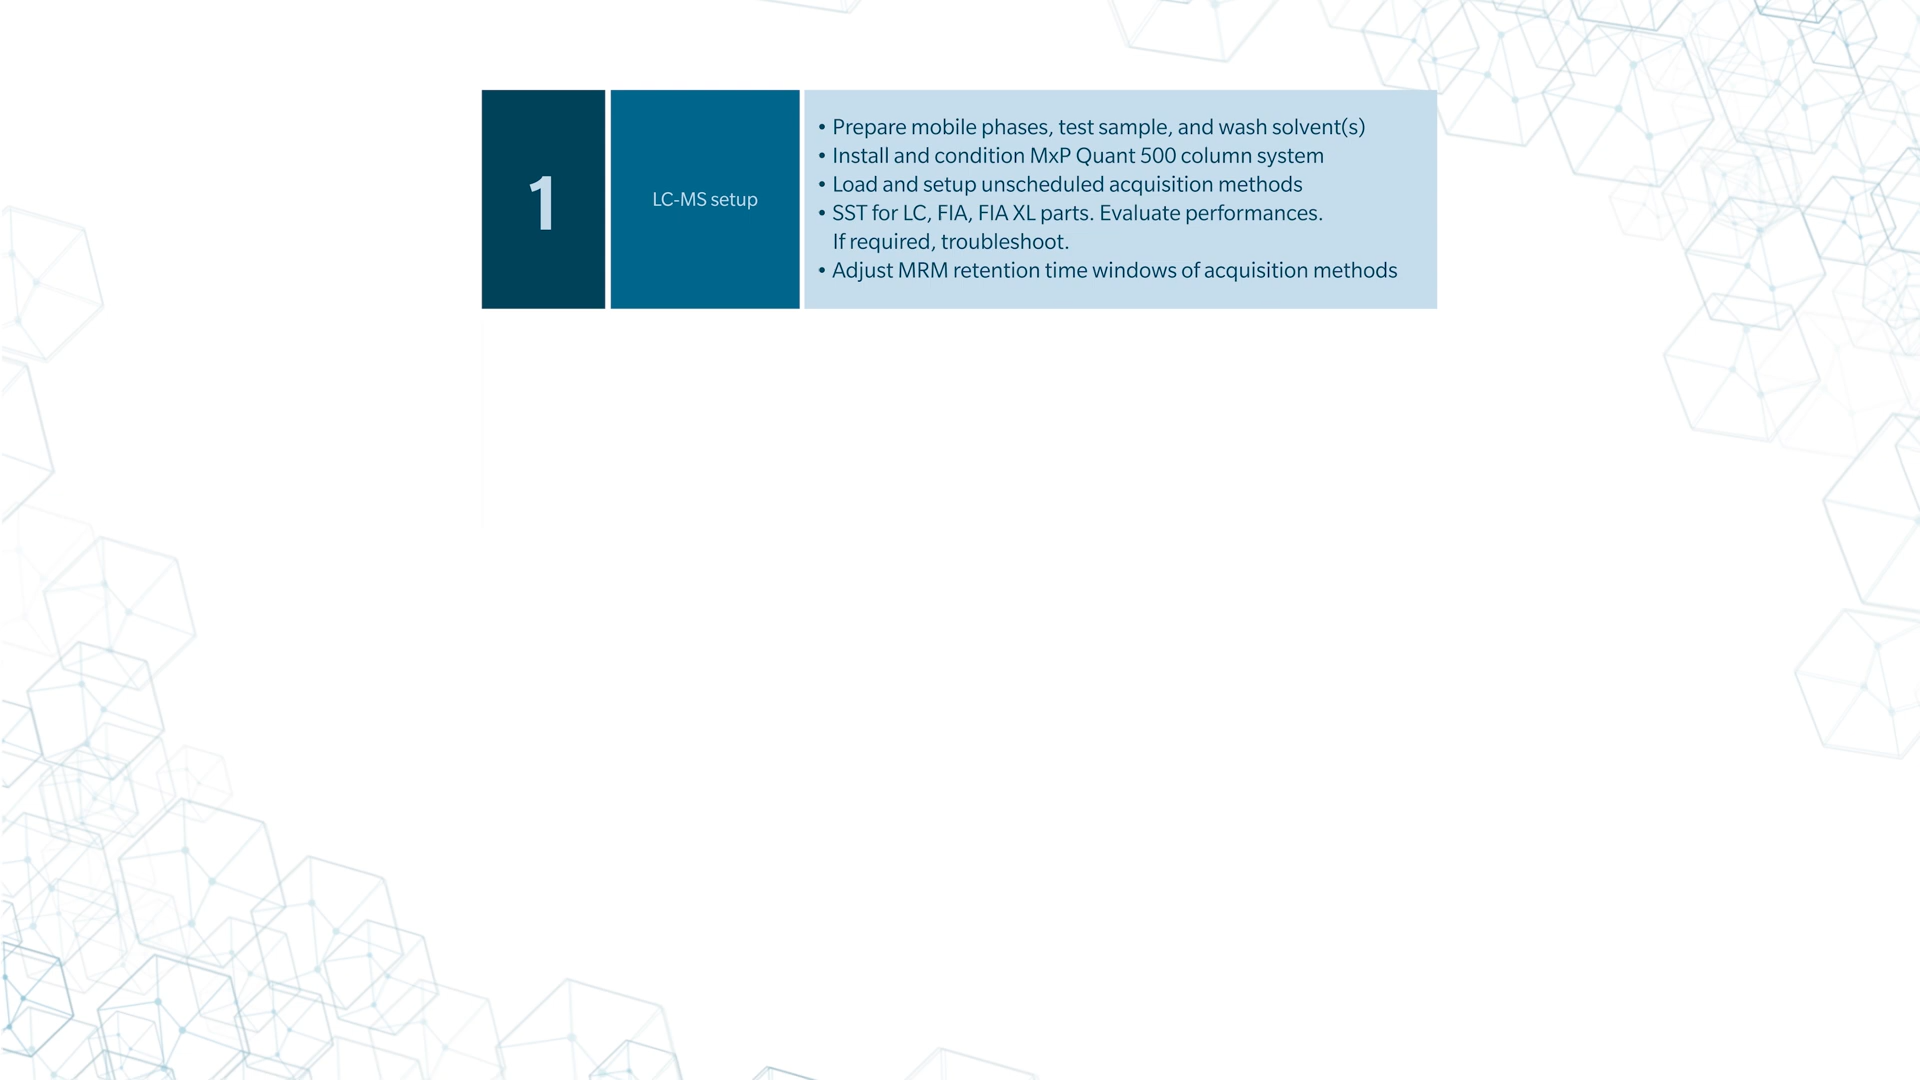 1
LC-MS setup
• Prepare mobile phases, test sample, and wash solvent(s)
• Install and condition MxP Quant 500 column system
• Load and setup unscheduled acquisition methods
• SST for LC, FIA, FIA XL parts. Evaluate performances.
If required, troubleshoot.
• Adjust MRM retention time windows of acquisition methods